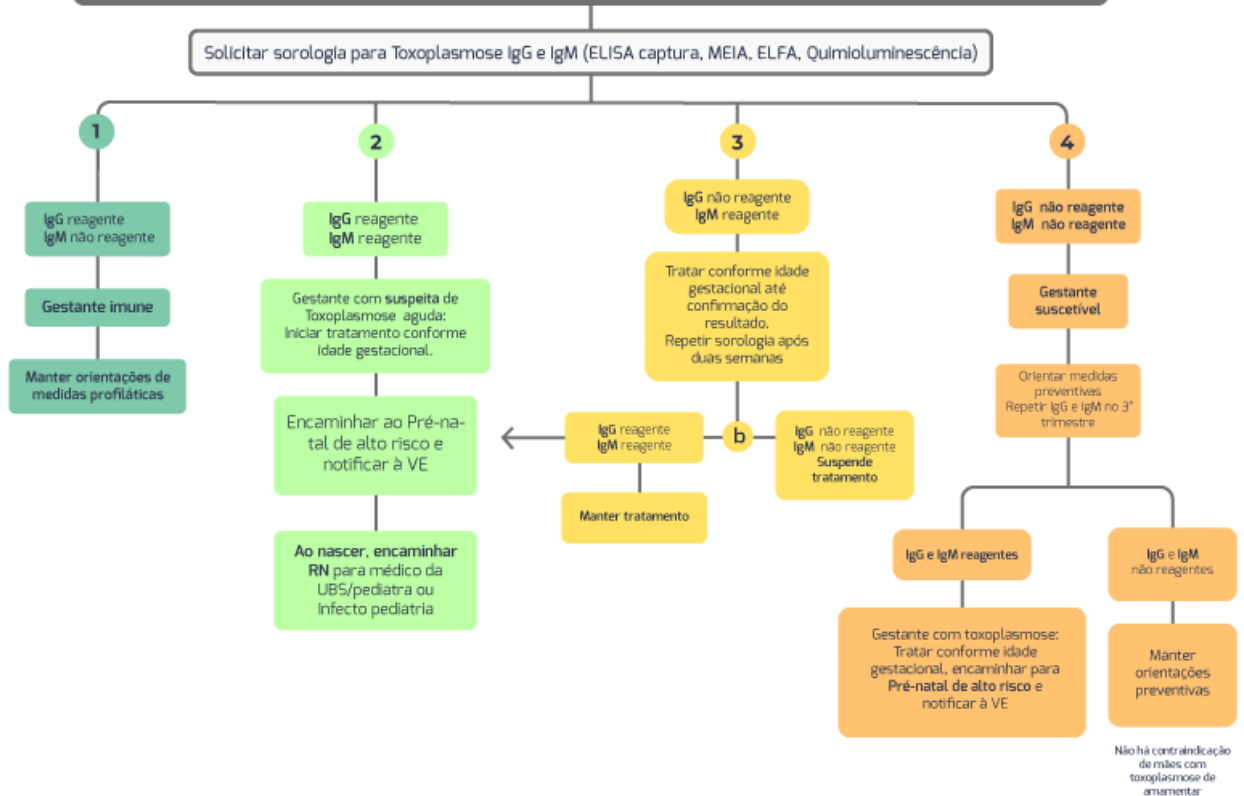 Solicitar sorologia para Toxoplasmose IgG e IgM (ELISA captura, MEIA, ELFA, Quimioluminescência)
1
IgG reagente
IgM não reagente
Gestante imune
Manter orientações de
medidas profiláticas
2
IgG reagente
IgM reagente
Gestante com suspeita de
Toxoplasmose aguda:
Iniciar tratamento conforme
idade gestacional.
Encaminhar ao Pré-na-
tal de alto risco e
notificar à VE
Ao nascer, encaminhar
RN para médico da
UBS/pediatra ou
Infecto pediatria
3
IgG não reagente
IgM reagente
Tratar conforme idade
gestacional até
confirmação do
resultado.
Repetir sorologia após
duas semanas
b
IgG reagente
IgM reagente
Manter tratamento
IgG não reagente
IgM não reagente
Suspende
tratamento
4
IgG não reagente
IgM não reagente
Gestante
suscetível
Orientar medidas
preventivas
Repetir IgG e IgM no 3°
trimestre
IgG e IgM reagentes
Gestante com toxoplasmose:
Tratar conforme idade
gestacional, encaminhar para
Pré-natal de alto risco e
notificar à VE
IgG e IgM
não reagentes
Manter
orientações
preventivas
Não há contraindicação
de mães com
toxoplasmose de
amamentar